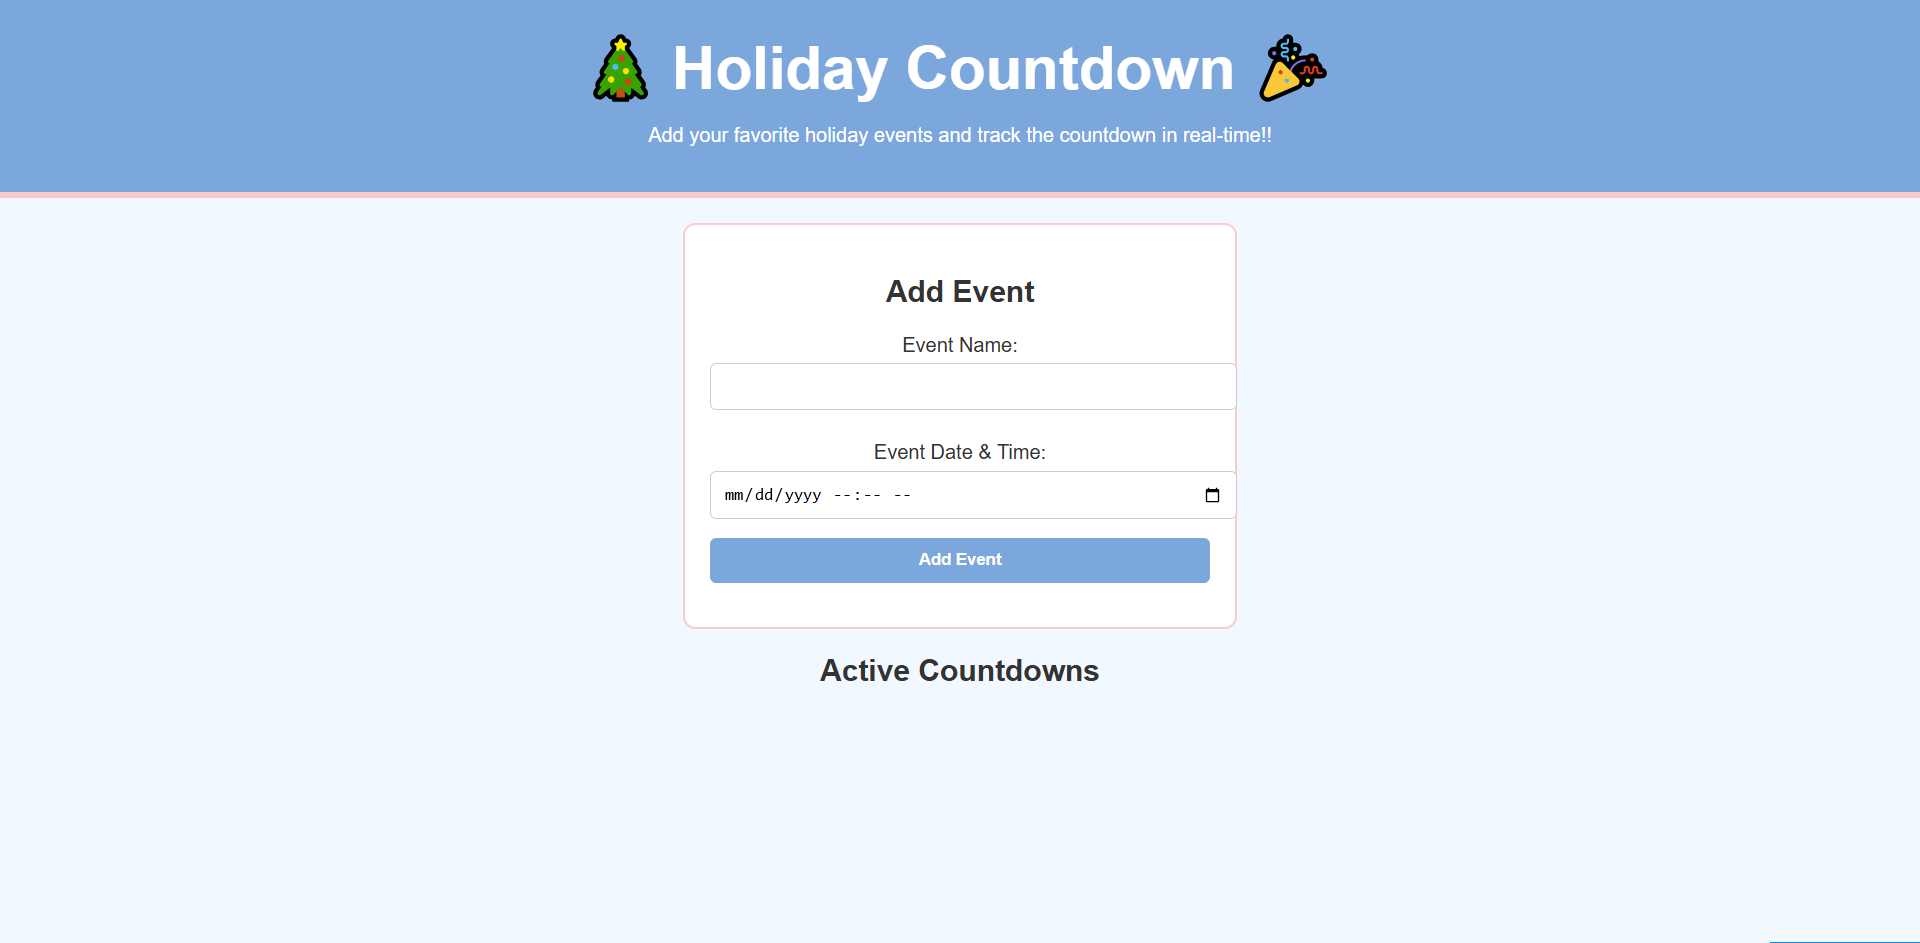 Holiday Countdown
Add your favorite holiday events and track the countdown in real-time!!
Add Event
Event Name:
Event Date & Time:
mm/dd/yyyy --:-- --
Add Event
Active Countdowns